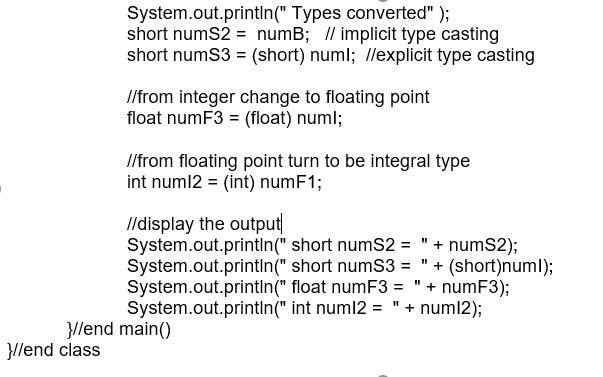 System.out.println(" Types converted" );
short numS2 =  numB;   // implicit type casting
short numS3 = (short) numI;  //explicit type casting
//from integer change to floating point
float numF3 = (float) numI;
//from floating point turn to be integral type
int numI2 = (int) numF1;
//display the output
System.out.println(" short numS2 =  " + numS2);
System.out.println(" short numS3 =  " + (short)numI);
System.out.println(" float numF3 =  " + numF3);
System.out.println(" int numI2 =  " + numI2);
}//end main()
}//end class